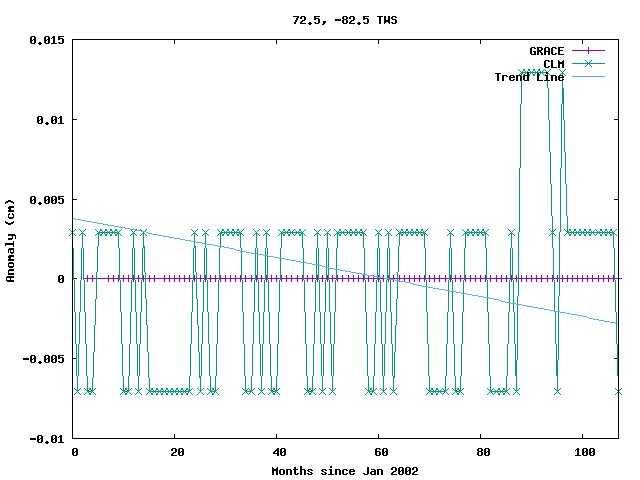 72.5, -82.5 TWS
GRACE
CLM
Trend Line
0.015
0.01
0.005
0
-0.005
-0.01
Anomaly (cm)
0 20 40 60 80 100
Months since Jan 2002